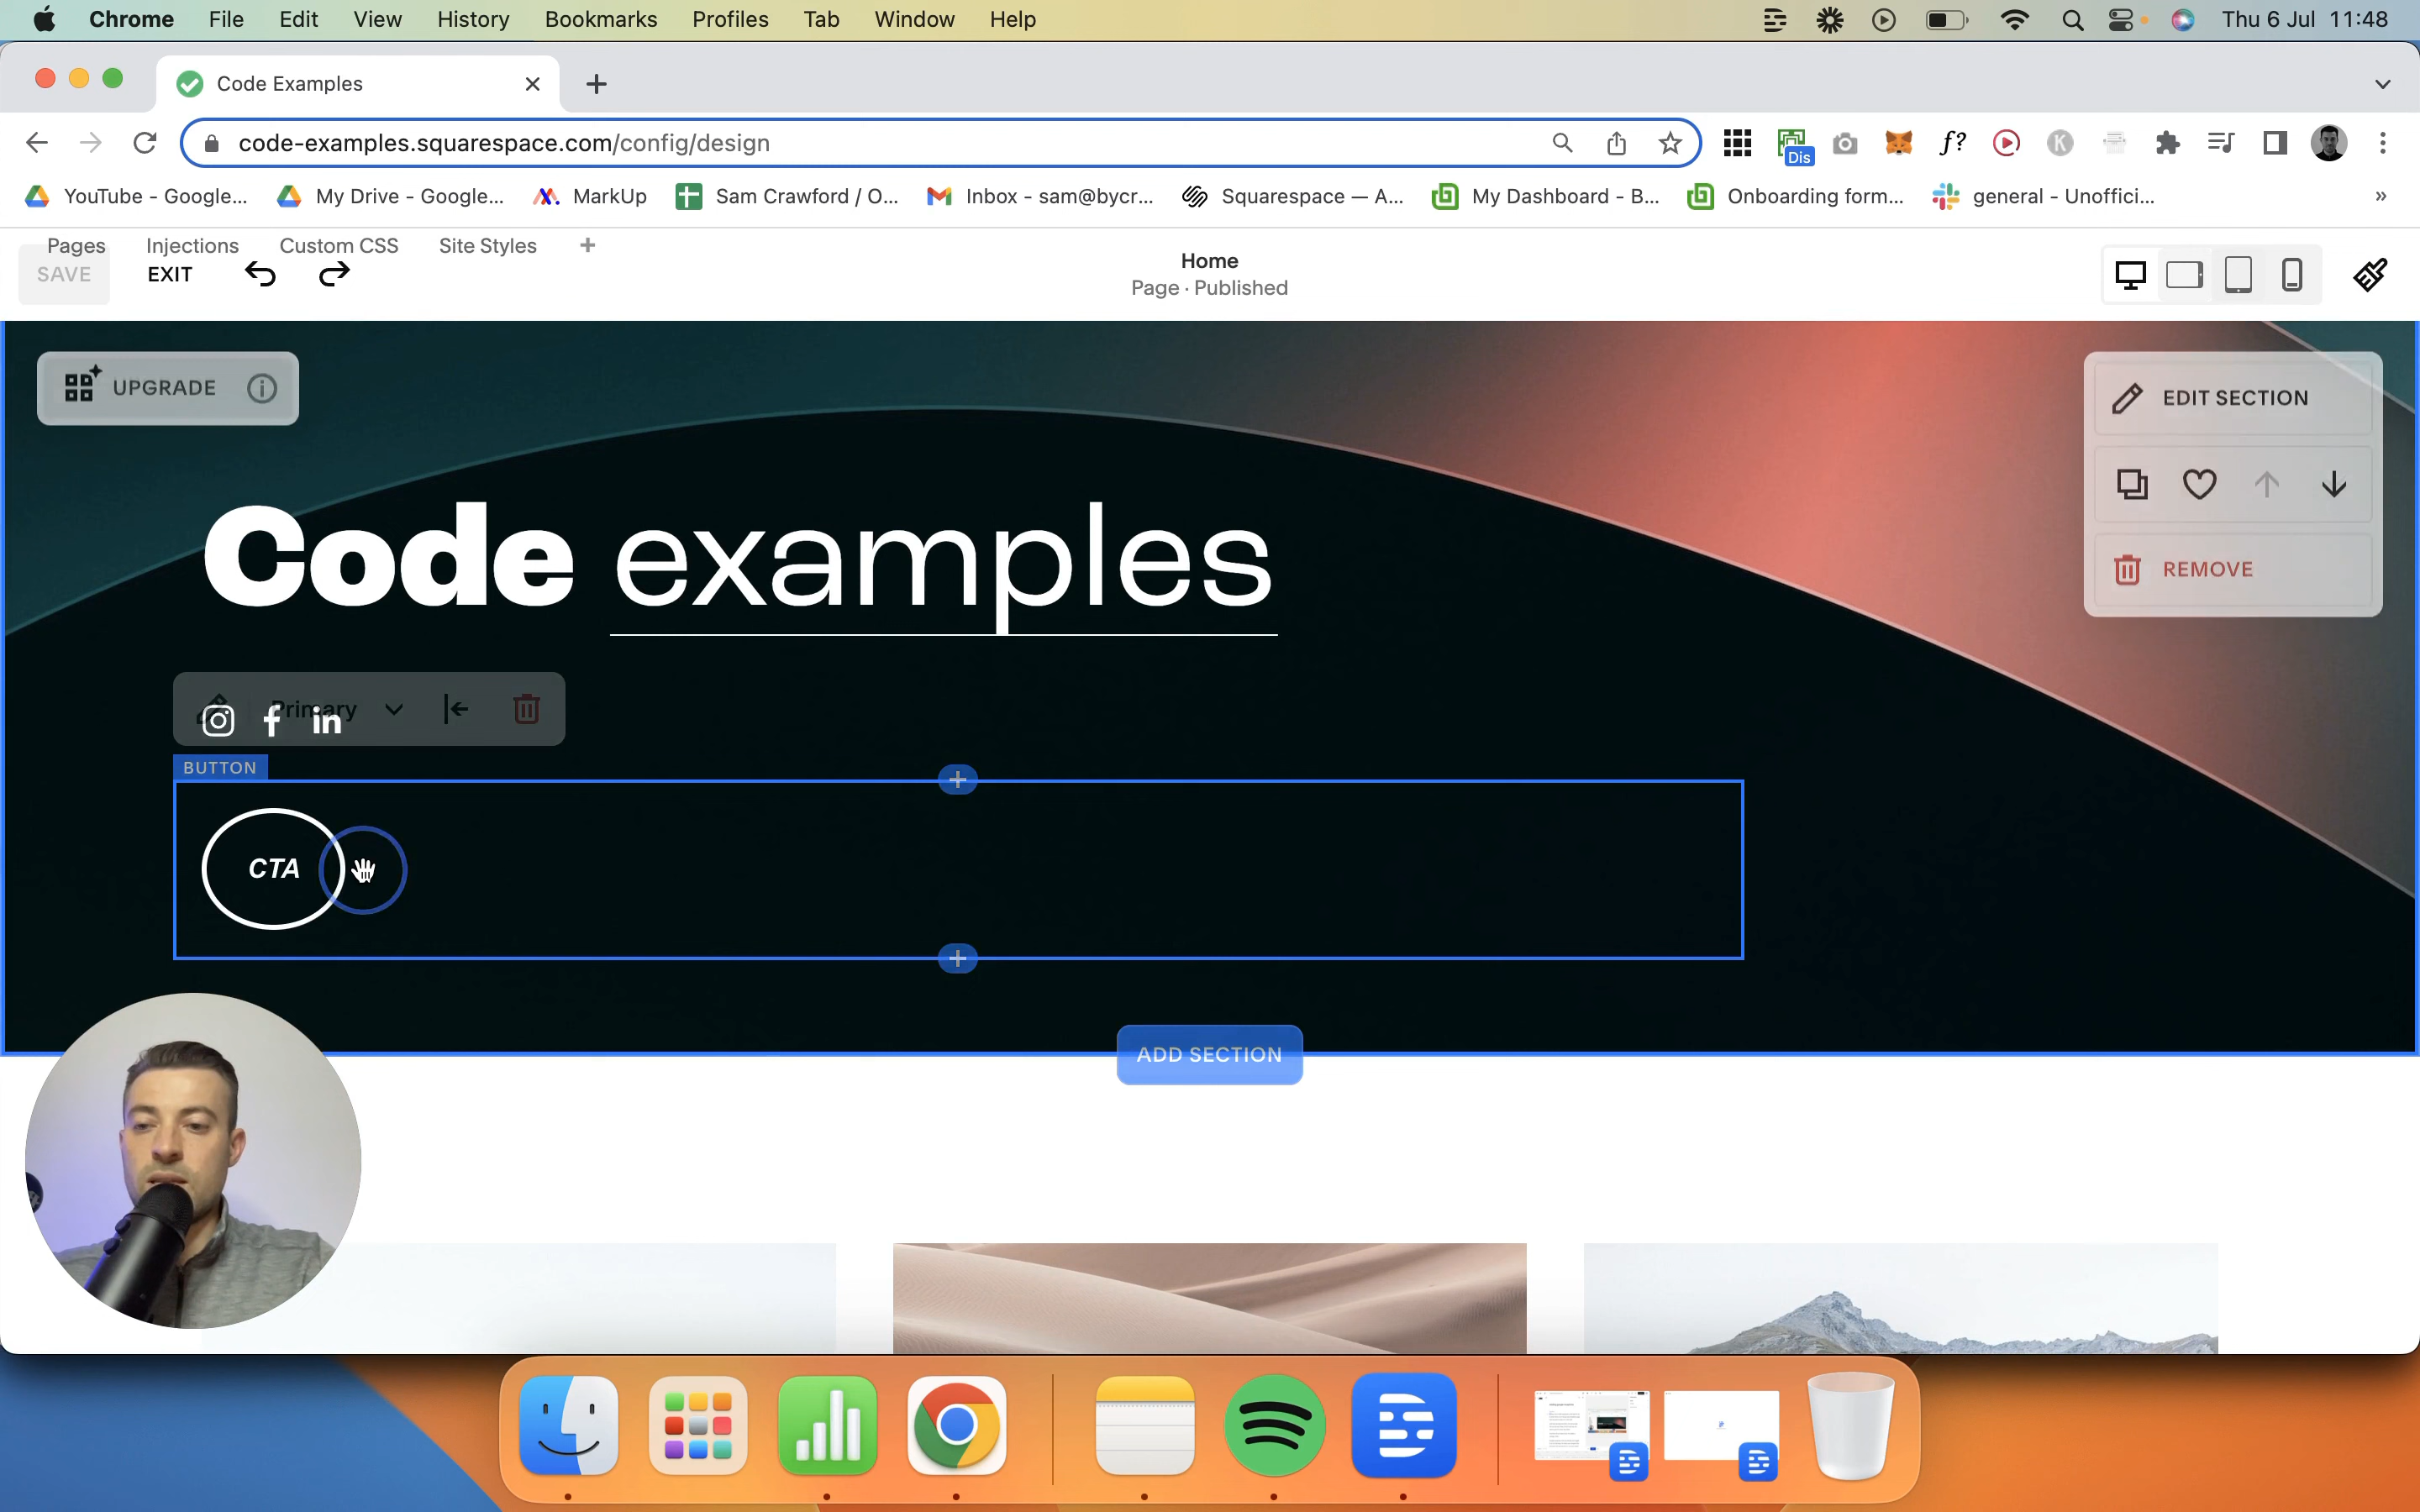 Chrome File Edit View History Bookmarks Profiles Tab Window Help Thu 6 Jul 11:48
Code Examples
code-examples.squarespace.com/config/design f? Dis K
YouTube - Google... My Drive - Google... MarkUp Sam Crawford / O... Inbox - sam@bycr... Squarespace — A... My Dashboard - B... Onboarding form... general - Unoffici... »
Pages Injections Custom CSS Site Styles +
SAVE EXIT
Home
Page · Published
UPGRADE
EDIT SECTION
REMOVE
Code examples
Primary
BUTTON
CTA
ADD SECTION